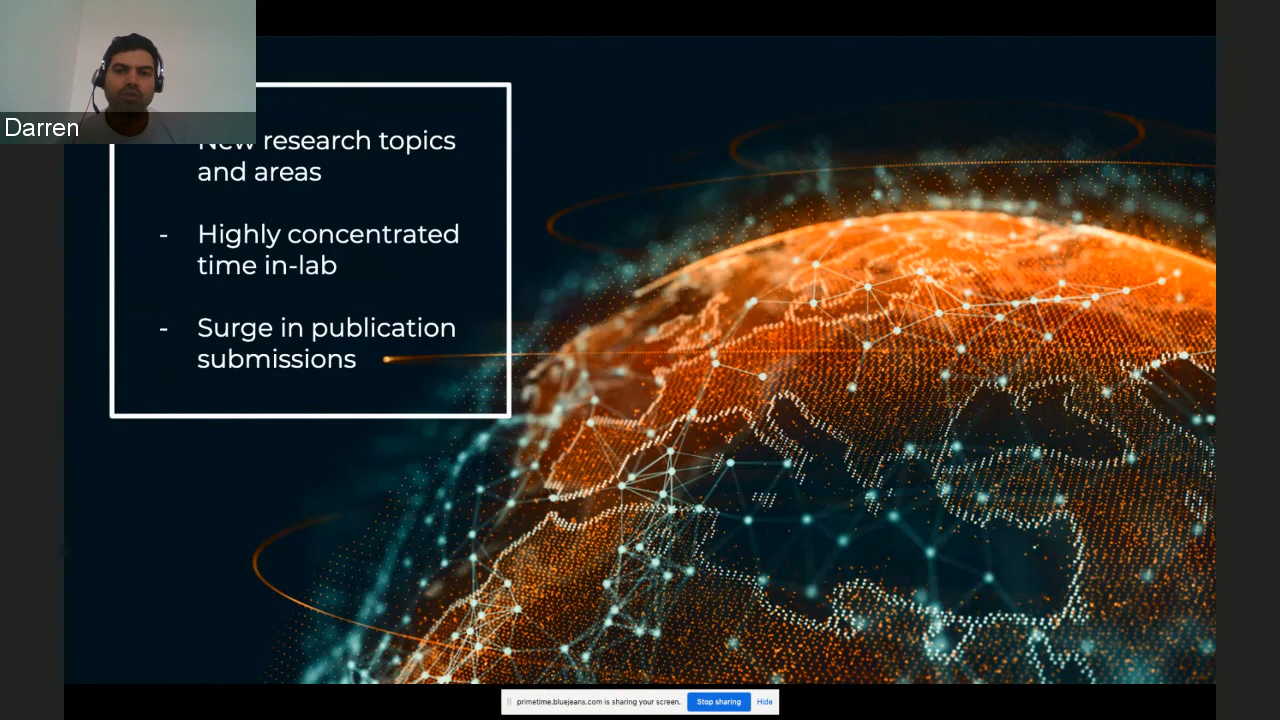 Darren
New research topics
and areas
- Highly concentrated
time in-lab
- Surge in publication
submissions
primetime.bluejeans.com is sharing your screen.
Stop sharing
Hide